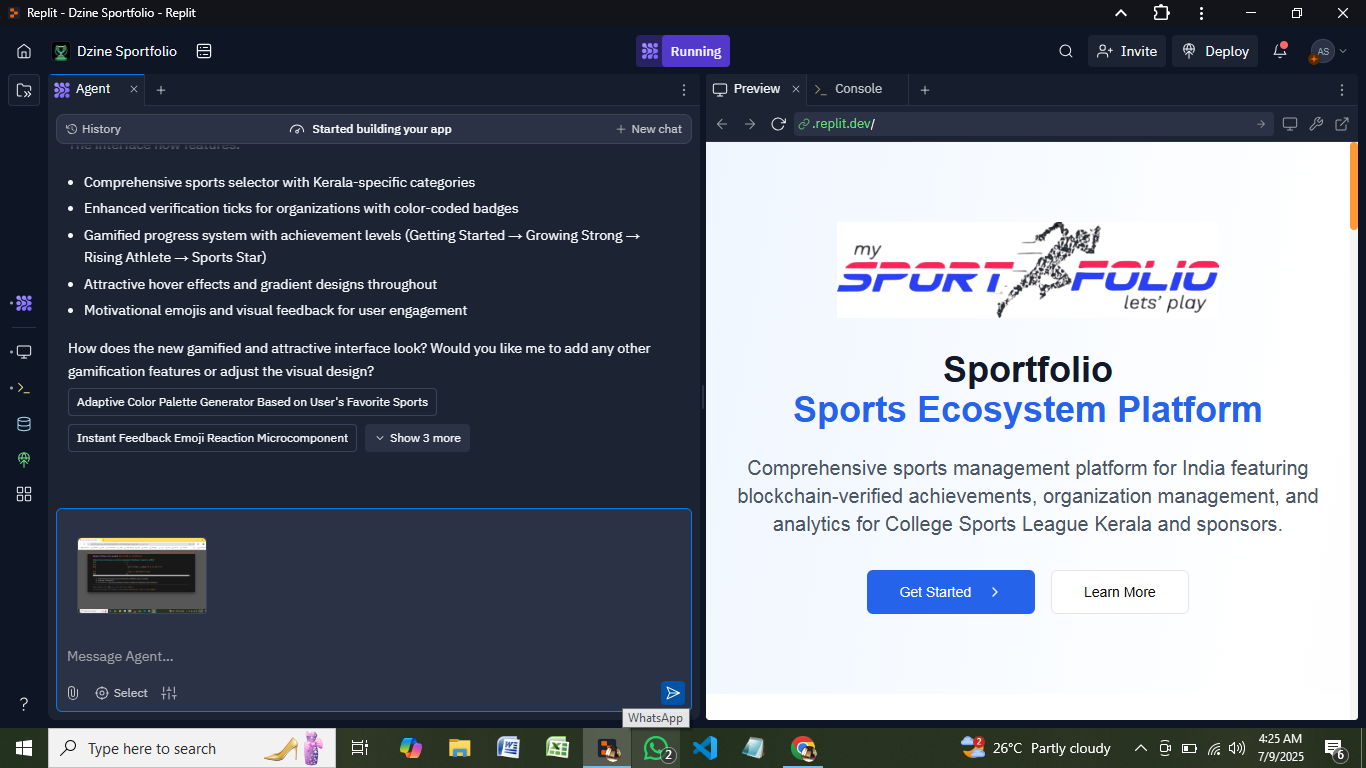 Replit - Dzine Sportfolio - Replit
Dzine Sportfolio
Running
Invite
Deploy
AS
Agent
Preview
Console
History
Started building your app
New chat
.replit.dev/
The interface now features:
Comprehensive sports selector with Kerala-specific categories
Enhanced verification ticks for organizations with color-coded badges
Gamified progress system with achievement levels (Getting Started → Growing Strong →
Rising Athlete → Sports Star)
Attractive hover effects and gradient designs throughout
Motivational emojis and visual feedback for user engagement
How does the new gamified and attractive interface look? Would you like me to add any other
gamification features or adjust the visual design?
Adaptive Color Palette Generator Based on User's Favorite Sports
Instant Feedback Emoji Reaction Microcomponent
Show 3 more
Message Agent...
Select
WhatsApp
my
SPORT FOLIO
lets' play
Sportfolio
Sports Ecosystem Platform
Comprehensive sports management platform for India featuring
blockchain-verified achievements, organization management, and
analytics for College Sports League Kerala and sponsors.
Get Started
Learn More
Type here to search
2
2
26°C Partly cloudy
4:25 AM
7/9/2025
6